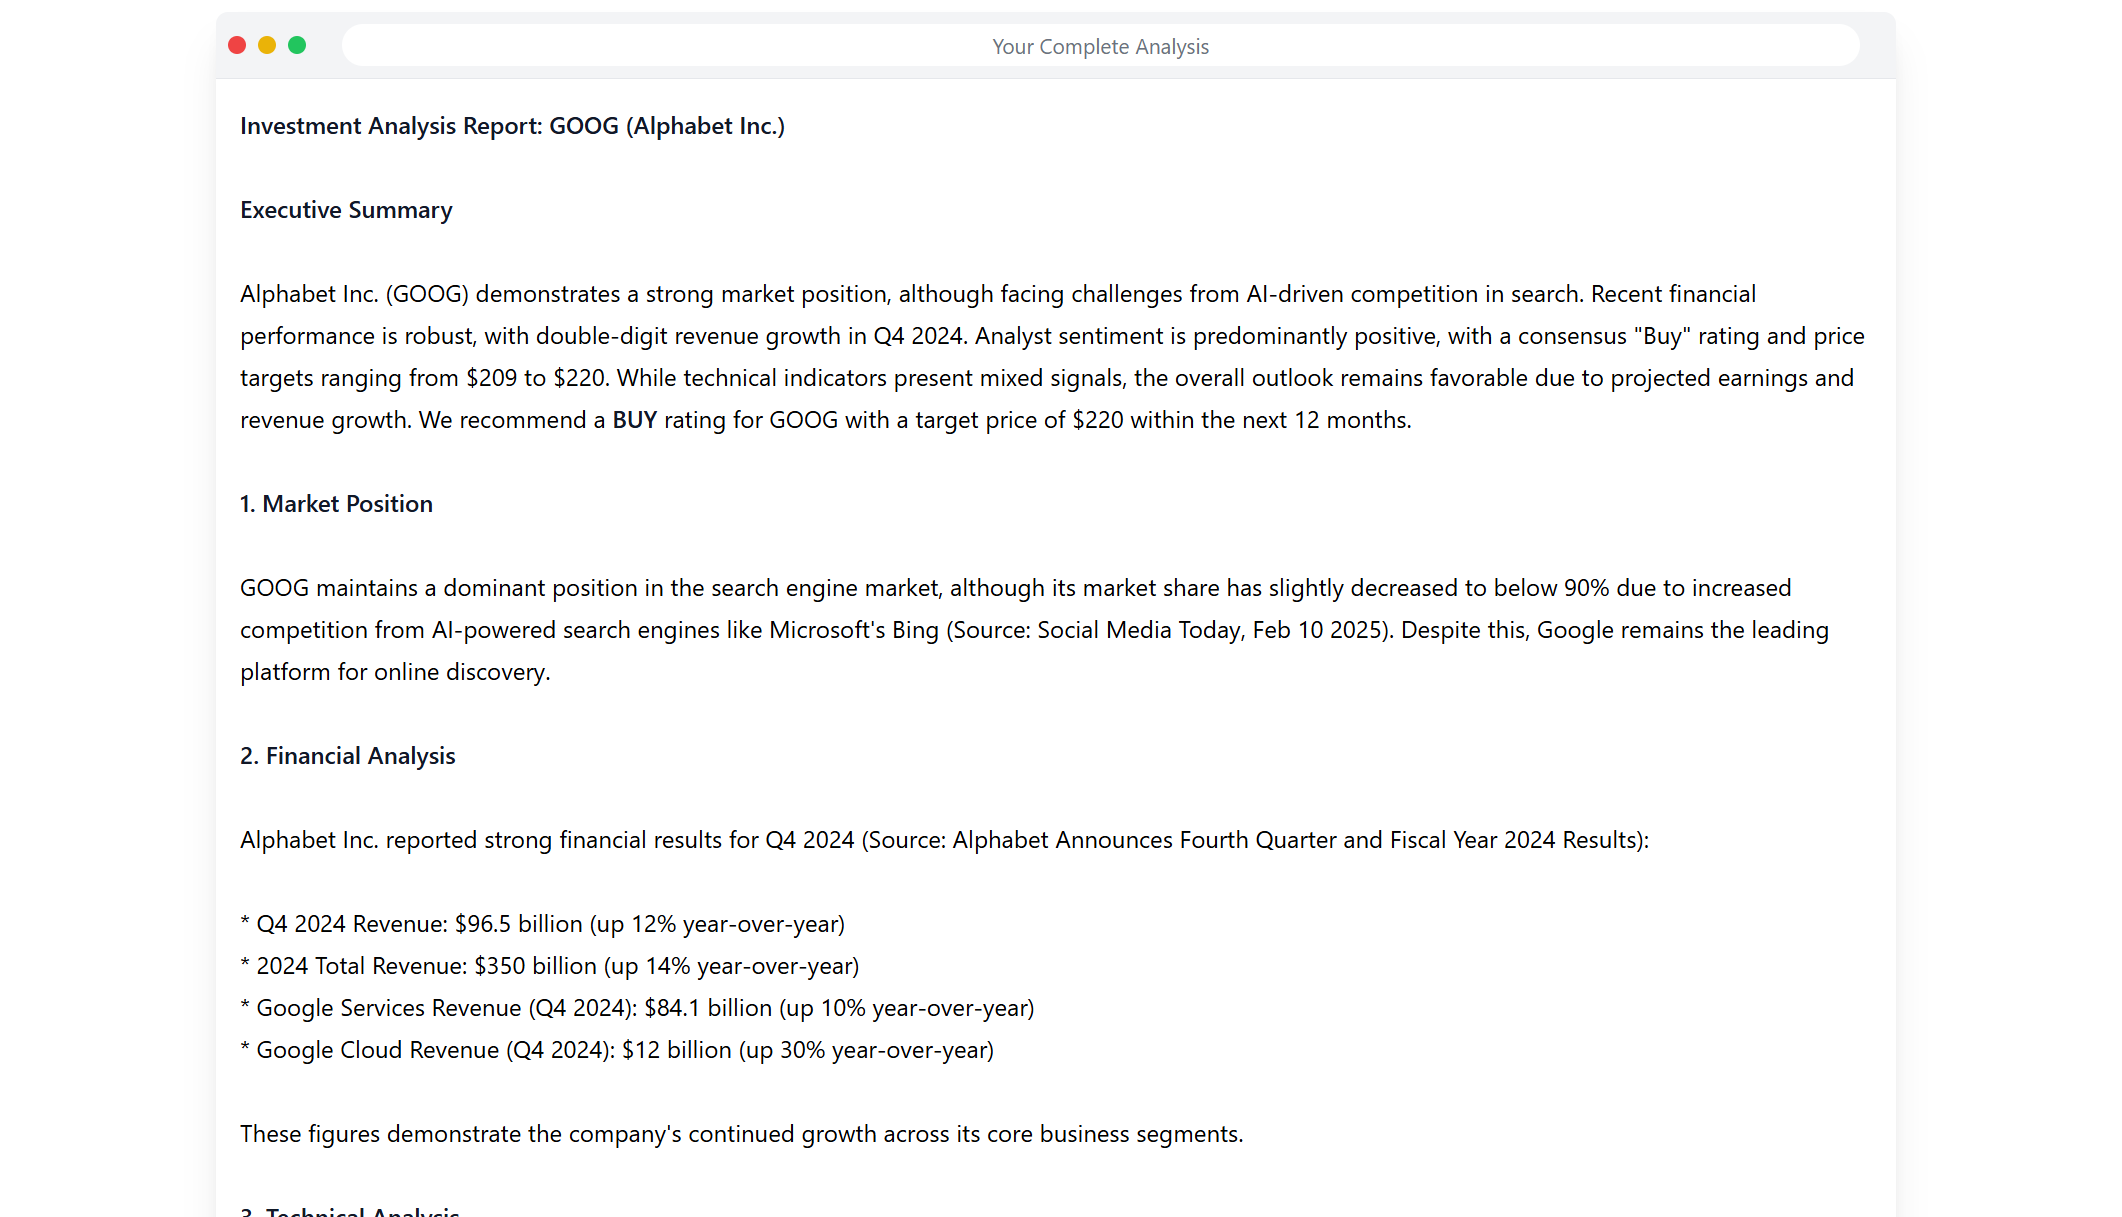 Your Complete Analysis
Investment Analysis Report: GOOG (Alphabet Inc.)
Executive Summary
Alphabet Inc. (GOOG) demonstrates a strong market position, although facing challenges from AI-driven competition in search. Recent financial
performance is robust, with double-digit revenue growth in Q4 2024. Analyst sentiment is predominantly positive, with a consensus "Buy" rating and price
targets ranging from $209 to $220. While technical indicators present mixed signals, the overall outlook remains favorable due to projected earnings and
revenue growth. We recommend a BUY rating for GOOG with a target price of $220 within the next 12 months.
1. Market Position
GOOG maintains a dominant position in the search engine market, although its market share has slightly decreased to below 90% due to increased
competition from AI-powered search engines like Microsoft's Bing (Source: Social Media Today, Feb 10 2025). Despite this, Google remains the leading
platform for online discovery.
2. Financial Analysis
Alphabet Inc. reported strong financial results for Q4 2024 (Source: Alphabet Announces Fourth Quarter and Fiscal Year 2024 Results):
* Q4 2024 Revenue: $96.5 billion (up 12% year-over-year)
* 2024 Total Revenue: $350 billion (up 14% year-over-year)
* Google Services Revenue (Q4 2024): $84.1 billion (up 10% year-over-year)
* Google Cloud Revenue (Q4 2024): $12 billion (up 30% year-over-year)
These figures demonstrate the company's continued growth across its core business segments.
3. Technical Analysis